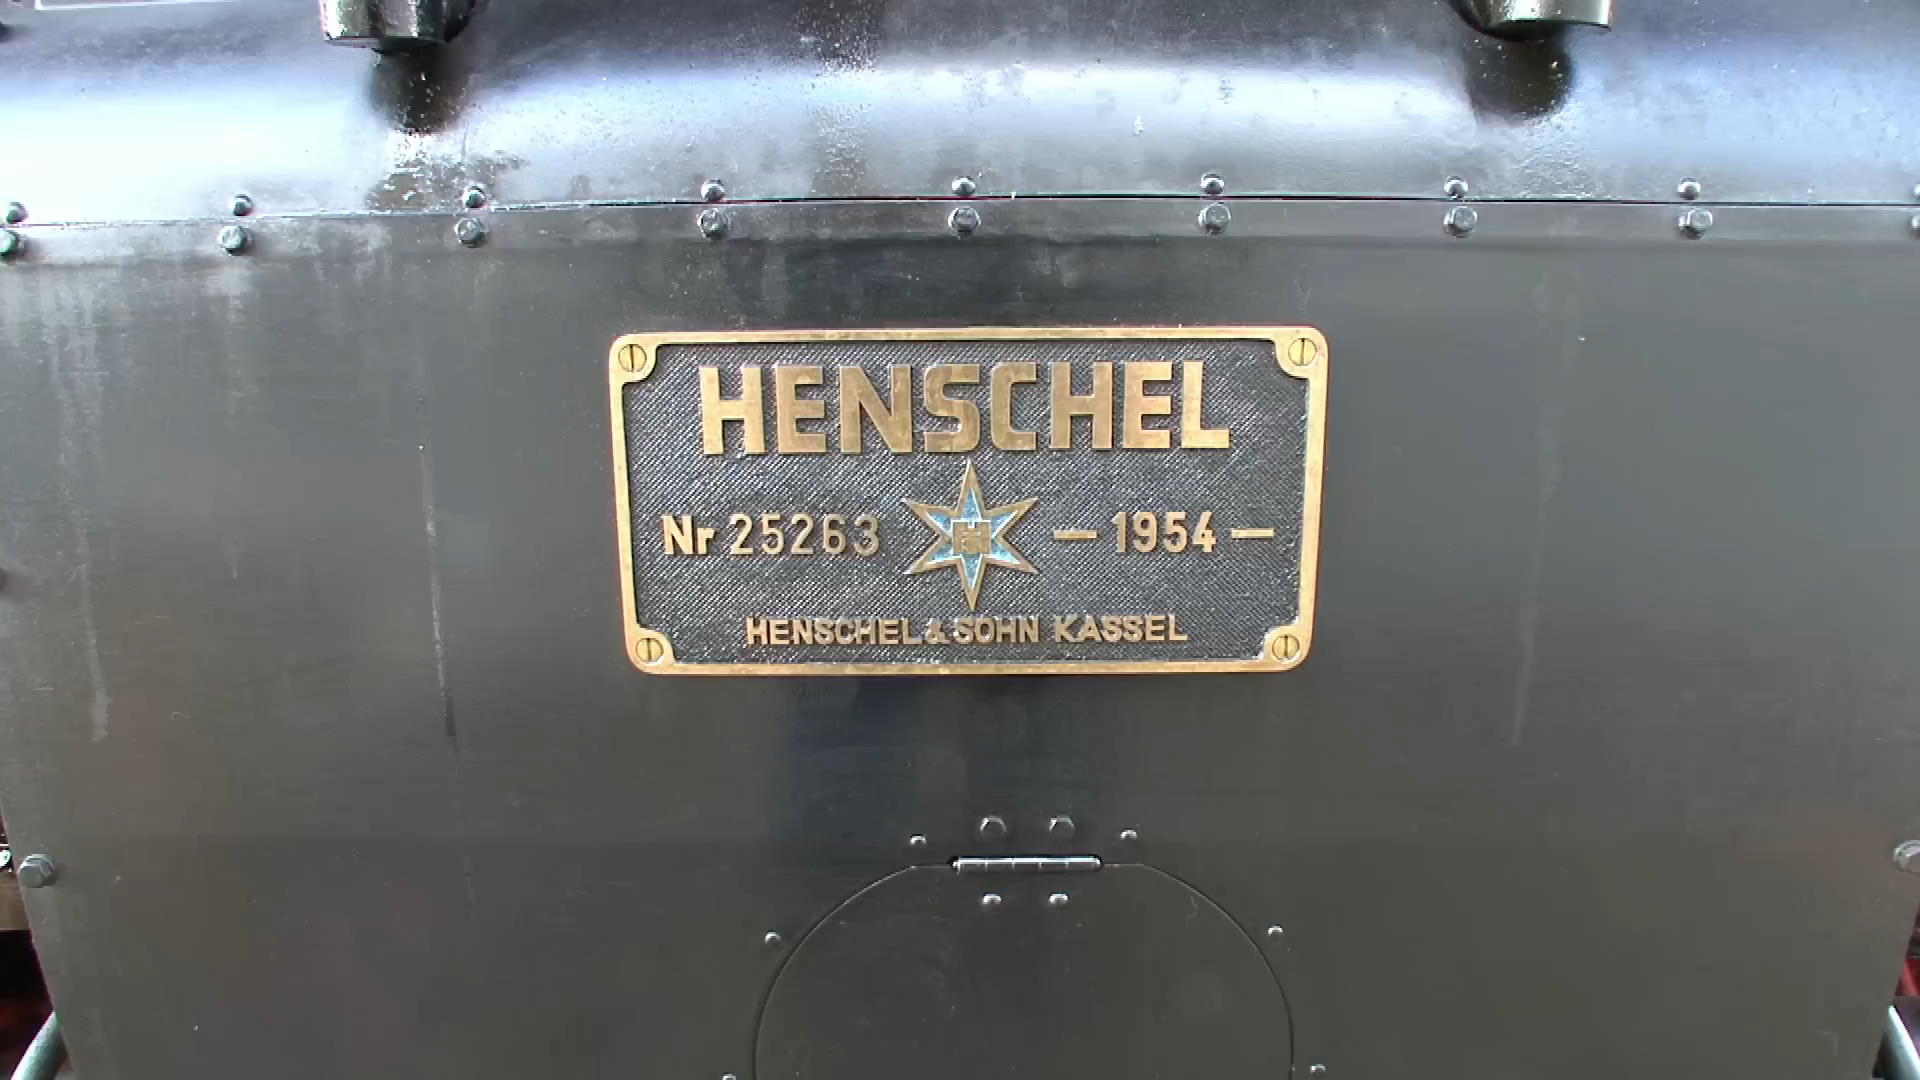 HENSCHEL
Nr 25263 — 1954 —
HENSCHEL & SOHN KASSEL